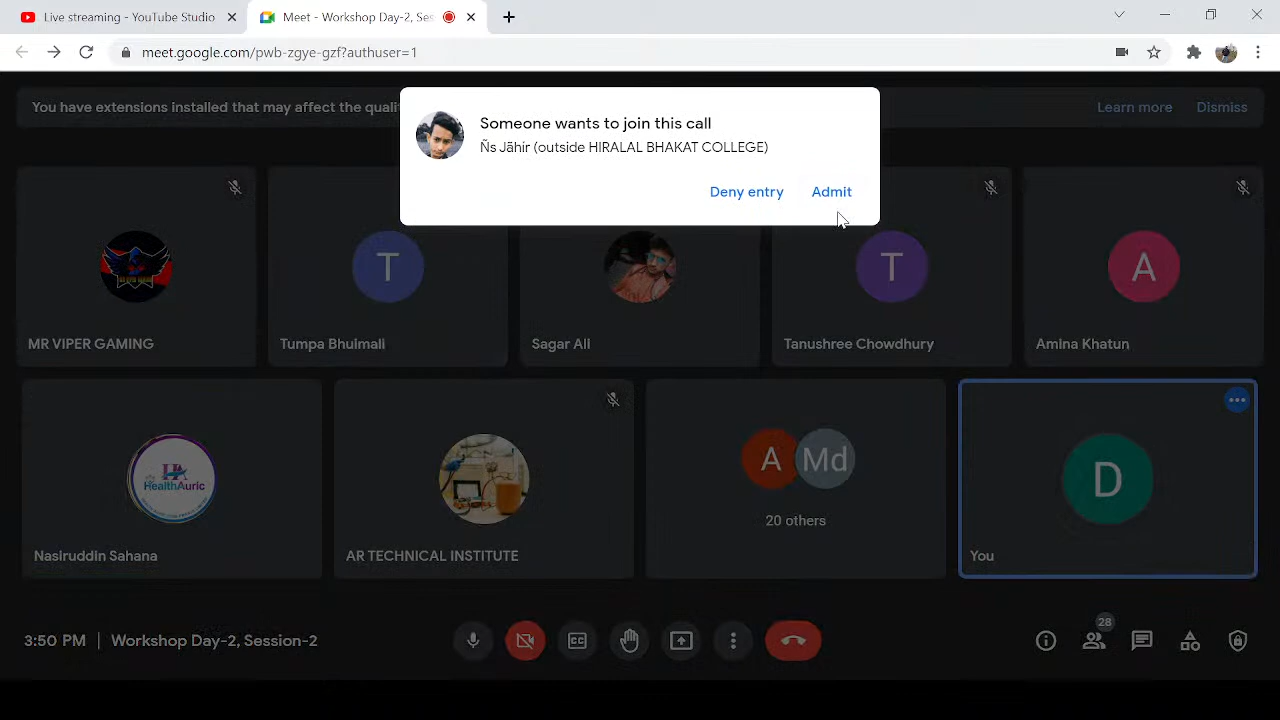 Live streaming - YouTube Studio
Meet - Workshop Day-2, Ses
meet.google.com/pwb-zgye-gzf?authuser=1
You have extensions installed that may affect the quali
Learn more
Dismiss
Someone wants to join this call
Ñs Jāhir (outside HIRALAL BHAKAT COLLEGE)
Deny entry
Admit
MR VIPER GAMING
T
Tumpa Bhuimali
Sagar Ali
T
Tanushree Chowdhury
A
Amina Khatun
HealthAuric
Nasiruddin Sahana
AR TECHNICAL INSTITUTE
A
Md
20 others
D
You
3:50 PM | Workshop Day-2, Session-2
CC
28